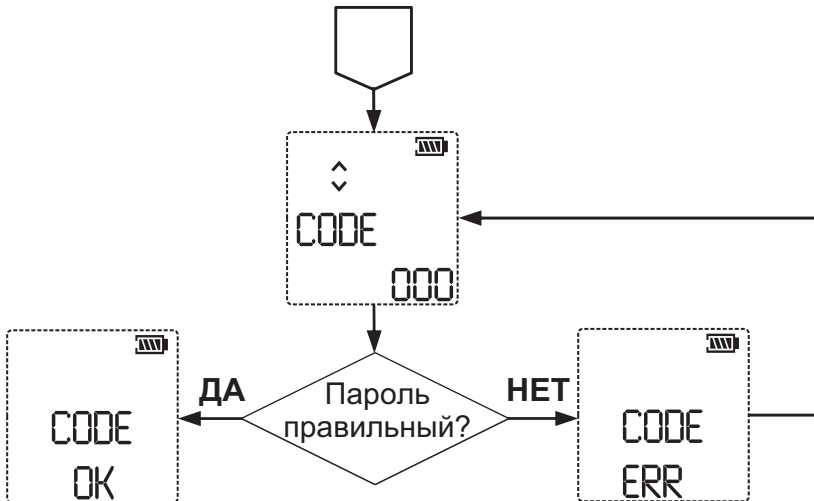 CODE
000
ДА
Пароль
правильный?
НЕТ
CODE
OK
CODE
ERR